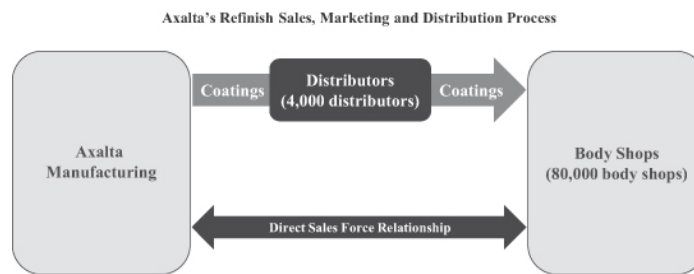 Axalta's Refinish Sales, Marketing and Distribution Process
Coatings
Distributors
(4,000 distributors)
Coatings
Axalta
Manufacturing
Body Shops
(80,000 body shops)
Direct Sales Force Relationship